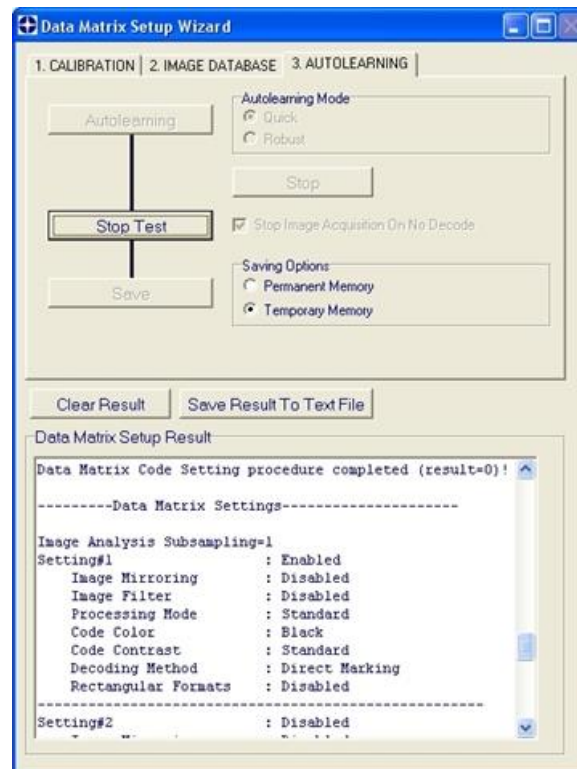 Data Matrix Setup Wizard
1. CALIBRATION 2. IMAGE DATABASE 3. AUTOLEARNING
Autolearning
Autolearning Mode
Quick
Robust
Stop
Stop Test
Stop Image Acquisition On No Decode
Save
Saving Options
Permanent Memory
Temporary Memory
Clear Result
Save Result To Text File
Data Matrix Setup Result
Data Matrix Code Setting procedure completed (result=0)!
---------Data Matrix Settings---------------------
Image Analysis Subsampling=1
Setting#1 : Enabled
Image Mirroring : Disabled
Image Filter : Disabled
Processing Mode : Standard
Code Color : Black
Code Contrast : Standard
Decoding Method : Direct Marking
Rectangular Formats : Disabled
-----------------------------------------------------
Setting#2 : Disabled